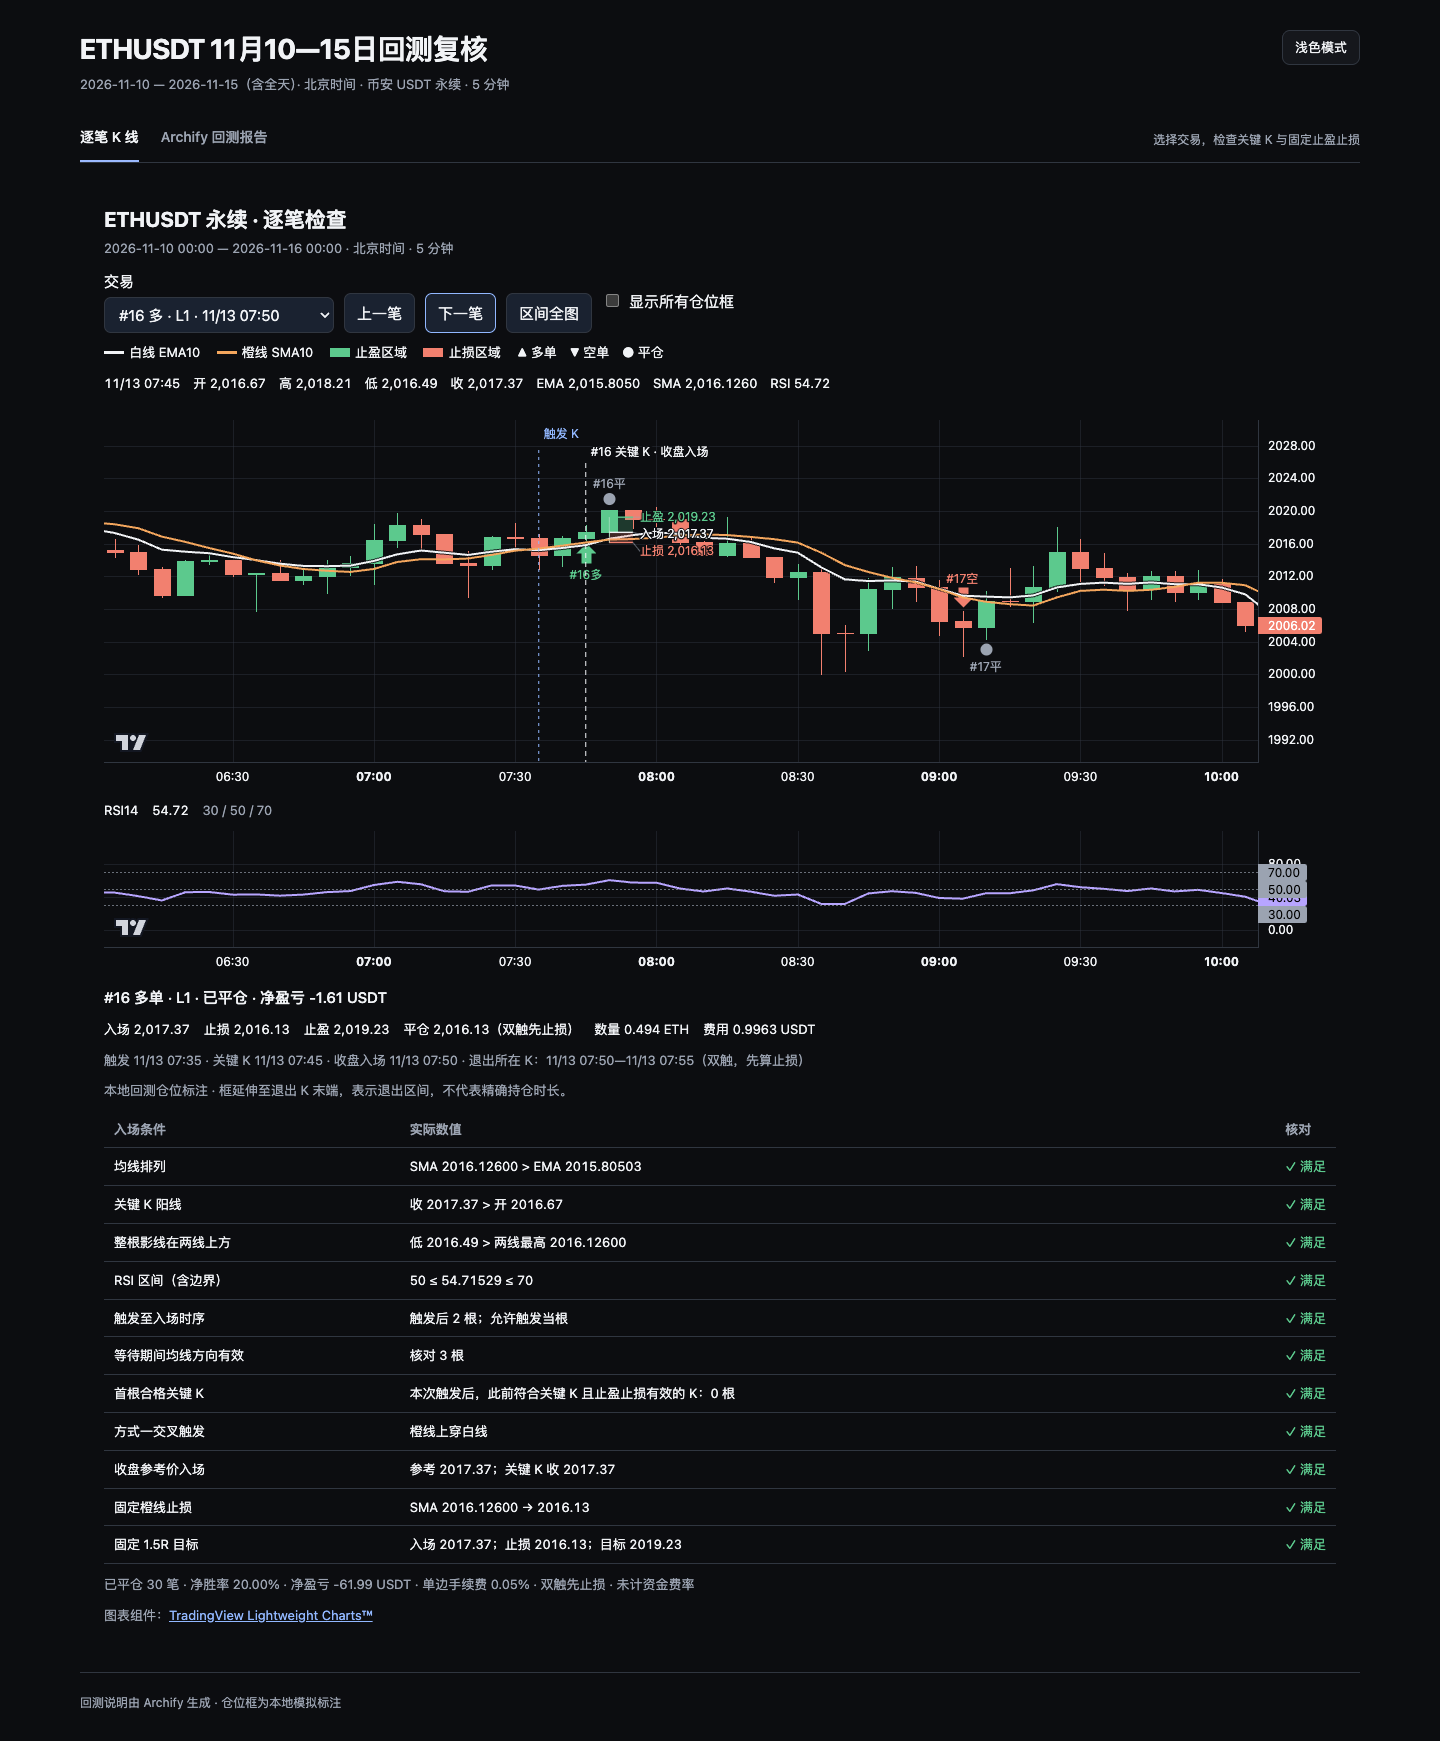 ETHUSDT 11月10—15日回测复核
浅色模式
2026-11-10 — 2026-11-15（含全天）· 北京时间 · 币安 USDT 永续 · 5 分钟
逐笔 K 线
Archify 回测报告
选择交易，检查关键 K 与固定止盈止损
ETHUSDT 永续 · 逐笔检查
2026-11-10 00:00 — 2026-11-16 00:00 · 北京时间 · 5 分钟
交易
#16 多 · L1 · 11/13 07:50
上一笔
下一笔
区间全图
显示所有仓位框
白线 EMA10 橙线 SMA10 止盈区域 止损区域 ▲ 多单 ▼ 空单 ● 平仓
11/13 07:45 开 2,016.67 高 2,018.21 低 2,016.49 收 2,017.37 EMA 2,015.8050 SMA 2,016.1260 RSI 54.72
触发 K
#16 关键 K · 收盘入场
#16平
止盈 2,019.23
入场 2,017.37
止损 2,016.13
#16多
#17空
#17平
2028.00
2024.00
2020.00
2016.00
2012.00
2008.00
2006.02
2004.00
2000.00
1996.00
1992.00
06:30 07:00 07:30 08:00 08:30 09:00 09:30 10:00
RSI14 54.72 30 / 50 / 70
80.00
70.00
50.00
30.00
0.00
06:30 07:00 07:30 08:00 08:30 09:00 09:30 10:00
#16 多单 · L1 · 已平仓 · 净盈亏 -1.61 USDT
入场 2,017.37 止损 2,016.13 止盈 2,019.23 平仓 2,016.13（双触先止损） 数量 0.494 ETH 费用 0.9963 USDT
触发 11/13 07:35 · 关键 K 11/13 07:45 · 收盘入场 11/13 07:50 · 退出所在 K：11/13 07:50—11/13 07:55（双触，先算止损）
本地回测仓位标注 · 框延伸至退出 K 末端，表示退出区间，不代表精确持仓时长。
入场条件 实际数值 核对
均线排列 SMA 2016.12600 > EMA 2015.80503 ✓ 满足
关键 K 阳线 收 2017.37 > 开 2016.67 ✓ 满足
整根影线在两线上方 低 2016.49 > 两线最高 2016.12600 ✓ 满足
RSI 区间（含边界） 50 ≤ 54.71529 ≤ 70 ✓ 满足
触发至入场时序 触发后 2 根；允许触发当根 ✓ 满足
等待期间均线方向有效 核对 3 根 ✓ 满足
首根合格关键 K 本次触发后，此前符合关键 K 且止盈止损有效的 K：0 根 ✓ 满足
方式一交叉触发 橙线上穿白线 ✓ 满足
收盘参考价入场 参考 2017.37；关键 K 收 2017.37 ✓ 满足
固定橙线止损 SMA 2016.12600 → 2016.13 ✓ 满足
固定 1.5R 目标 入场 2017.37；止损 2016.13；目标 2019.23 ✓ 满足
已平仓 30 笔 · 净胜率 20.00% · 净盈亏 -61.99 USDT · 单边手续费 0.05% · 双触先止损 · 未计资金费率
图表组件：TradingView Lightweight Charts™
回测说明由 Archify 生成 · 仓位框为本地模拟标注